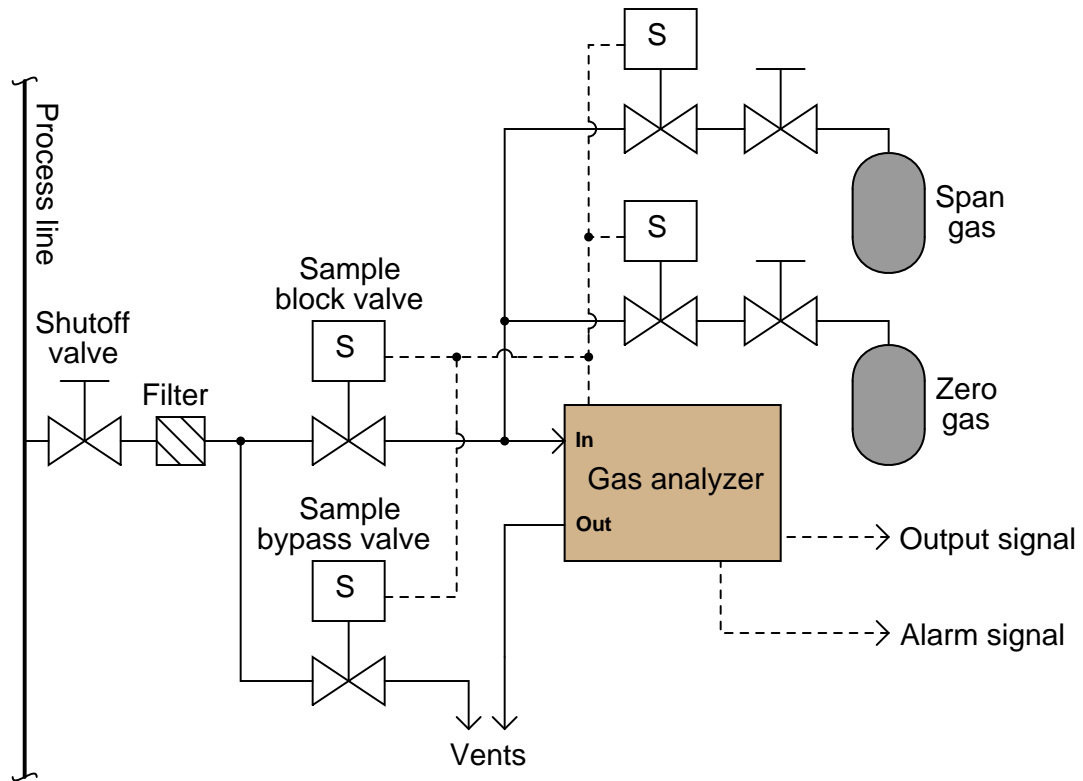 S
Process line
Span
gas
S
Sample
block valve
S
Shutoff
valve
Filter
Zero
gas
In
Gas analyzer
Out
Sample
bypass valve
S
Output signal
Alarm signal
Vents